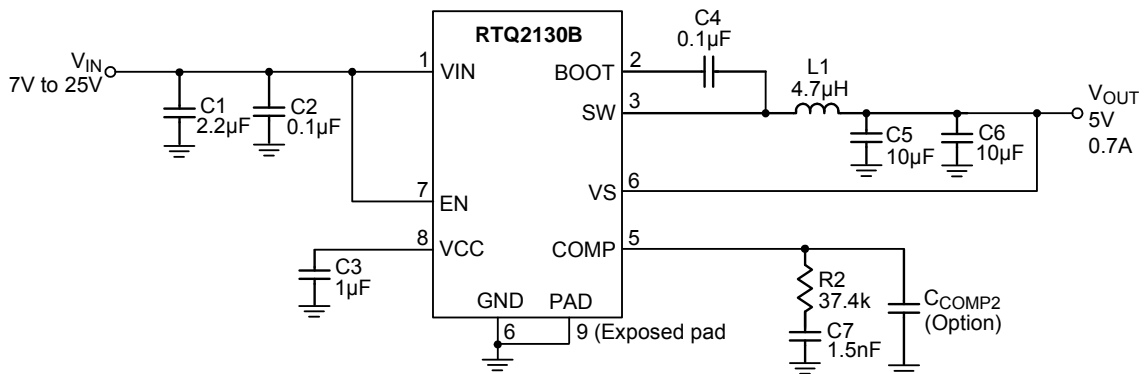 RTQ2130B
VIN
7V to 25V
C1
2.2µF
C2
0.1µF
1
VIN
7
EN
8
VCC
C3
1µF
GND
6
PAD
9 (Exposed pad
BOOT
2
C4
0.1µF
SW
3
L1
4.7µH
C5
10µF
C6
10µF
VOUT
5V
0.7A
VS
6
COMP
5
R2
37.4k
C7
1.5nF
CCOMP2
(Option)